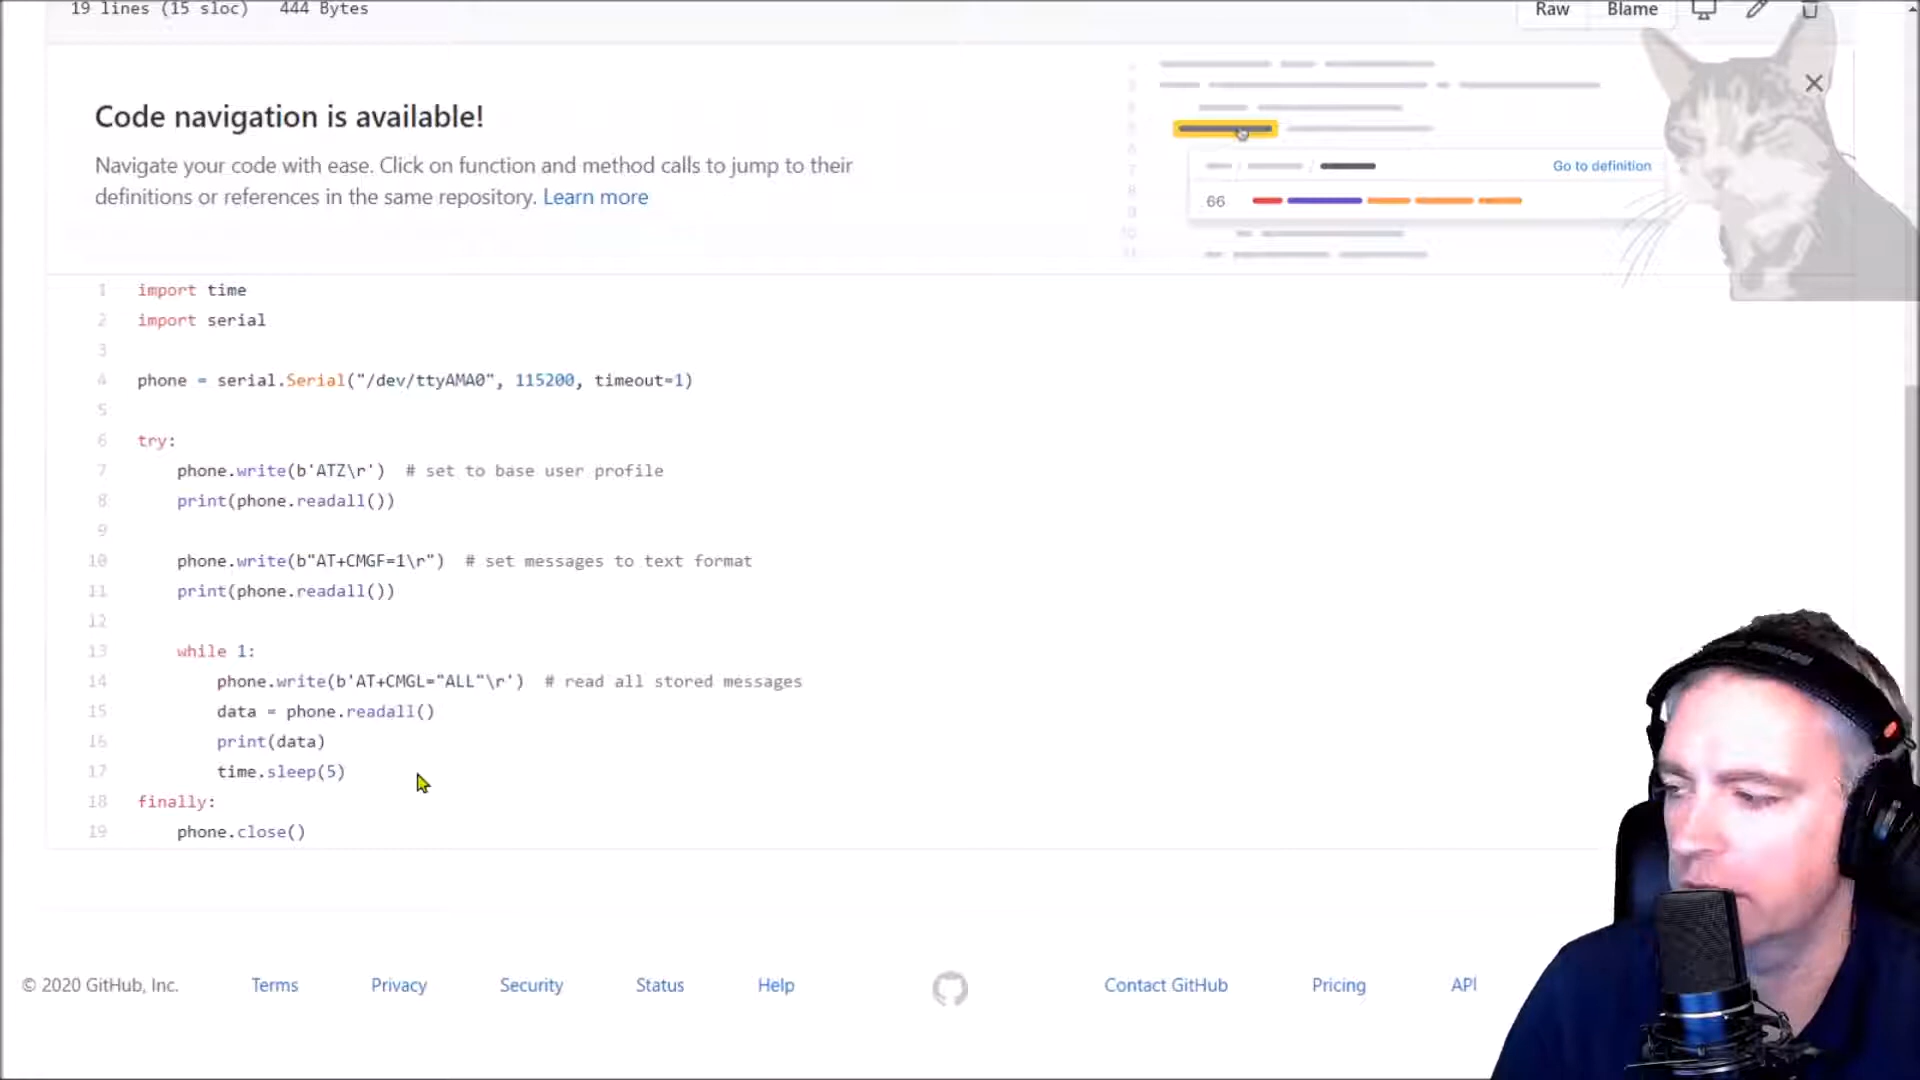 19 lines (15 sloc) 444 Bytes
Raw Blame
Code navigation is available!
Navigate your code with ease. Click on function and method calls to jump to their
definitions or references in the same repository. Learn more
Go to definition
66
1 import time
2 import serial
3
4 phone = serial.Serial("/dev/ttyAMA0", 115200, timeout=1)
5
6 try:
7 phone.write(b'ATZ\r') # set to base user profile
8 print(phone.readall())
9
10 phone.write(b"AT+CMGF=1\r") # set messages to text format
11 print(phone.readall())
12
13 while 1:
14 phone.write(b'AT+CMGL="ALL"\r') # read all stored messages
15 data = phone.readall()
16 print(data)
17 time.sleep(5)
18 finally:
19 phone.close()
© 2020 GitHub, Inc. Terms Privacy Security Status Help Contact GitHub Pricing API